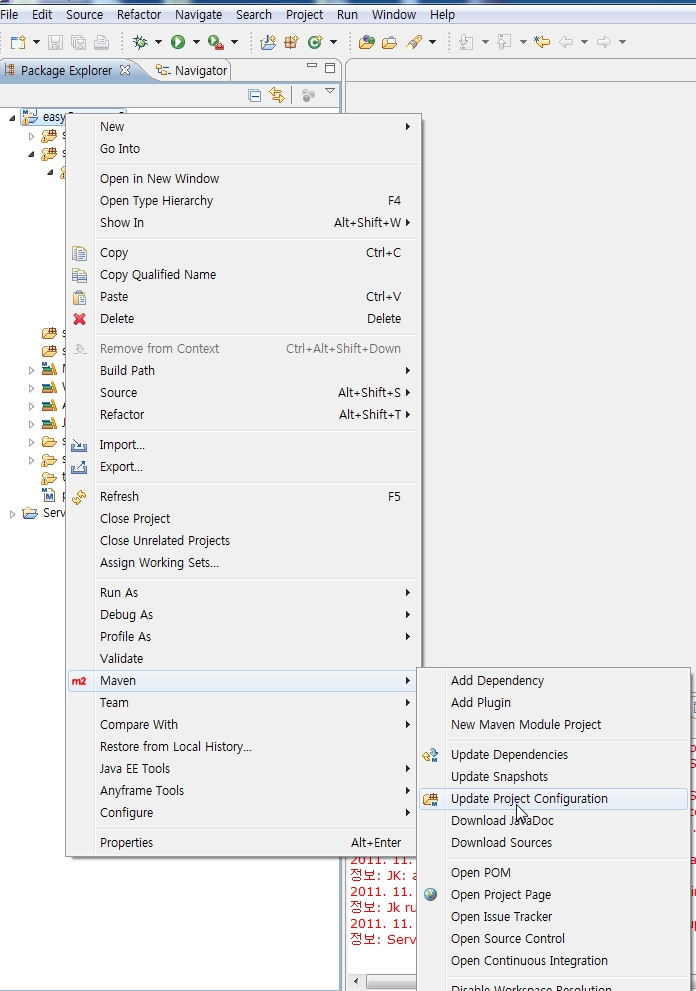 File Edit Source Refactor Navigate Search Project Run Window Help
Package Explorer Navigator
easy
New
Go Into
Open in New Window
Open Type Hierarchy F4
Show In Alt+Shift+W
Copy Ctrl+C
Copy Qualified Name
Paste Ctrl+V
Delete Delete
Remove from Context Ctrl+Alt+Shift+Down
Build Path
Source Alt+Shift+S
Refactor Alt+Shift+T
Import...
Export...
Refresh F5
Serv
Close Project
Close Unrelated Projects
Assign Working Sets...
Run As
Debug As
Profile As
Validate
m2 Maven
Team
Compare With
Restore from Local History...
Java EE Tools
Anyframe Tools
Configure
Properties Alt+Enter
Add Dependency
Add Plugin
New Maven Module Project
Update Dependencies
Update Snapshots
Update Project Configuration
Download JavaDoc
Download Sources
Open POM
Open Project Page
Open Issue Tracker
Open Source Control
Open Continuous Integration
Disable Workspace Resolution
2011. 11.
정보: JK: a
2011. 11.
정보: Jk ru
2011. 11.
정보: Serv